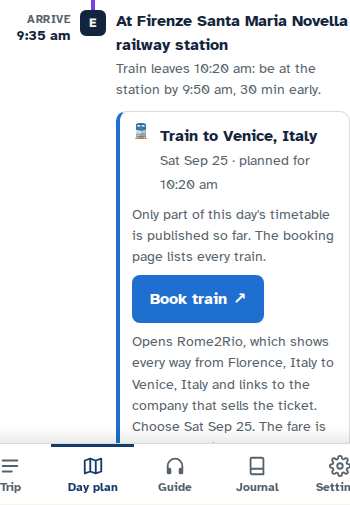 ARRIVE
9:35 am
E
At Firenze Santa Maria Novella
railway station
Train leaves 10:20 am: be at the
station by 9:50 am, 30 min early.
Train to Venice, Italy
Sat Sep 25 · planned for
10:20 am
Only part of this day's timetable
is published so far. The booking
page lists every train.
Book train ↗
Opens Rome2Rio, which shows
every way from Florence, Italy to
Venice, Italy and links to the
company that sells the ticket.
Choose Sat Sep 25. The fare is
Trip
Day plan
Guide
Journal
Settin